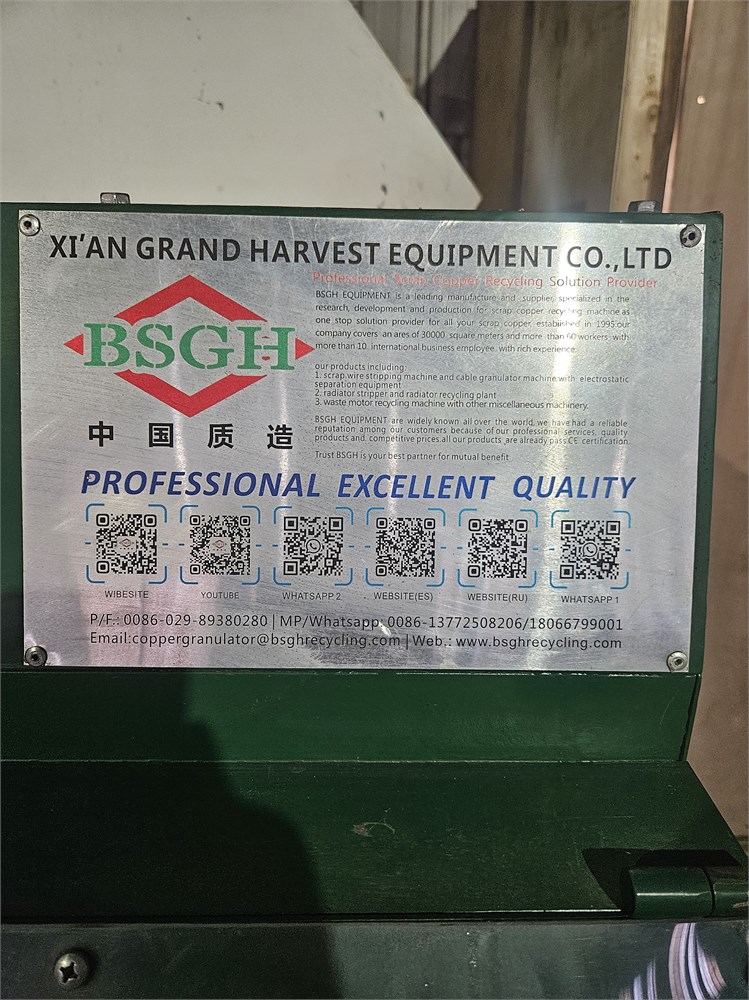 XI'AN GRAND HARVEST EQUIPMENT CO.,LTD
Professional Scrap Copper Recycling Solution Provider
BSGH
中国质造
BSGH EQUIPMENT is a leading manufacture and supplier, specialized in the
research, development and production for scrap copper recycling machine as
one stop solution provider for all your scrap copper, established in 1995,our
company covers an ares of 30000 square meters and more than 60 workers, with
more than 10 international business employee, with rich experience.
our products including:
1. scrap wire stripping machine and cable granulator machine with electrostatic
separation equipment
2. radiator stripper and radiator recycling plant
3. waste motor recycling machine with other miscellaneous machinery.
BSGH EQUIPMENT are widely known all over the world, we have had a reliable
reputation among our customers because of our professional services, quality
products and competitive prices.all our products are already pass CE certification
Trust BSGH is your best partner for mutual benefit
PROFESSIONAL EXCELLENT QUALITY
WIBESITE YOUTUBE WHATSAPP 2 WEBSITE(ES) WEBSITE(RU) WHATSAPP 1
P/F.: 0086-029-89380280 | MP/Whatsapp: 0086-13772508206/18066799001
Email:coppergranulator@bsghrecycling.com | Web.: www.bsghrecycling.com